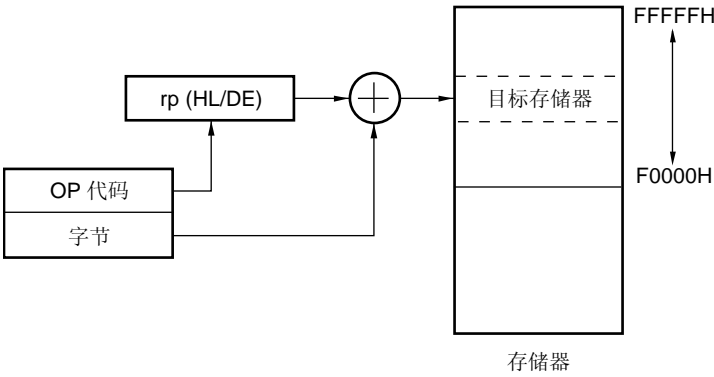 FFFFFH
rp (HL/DE)
目标存储器
OP 代码
F0000H
字节
存储器